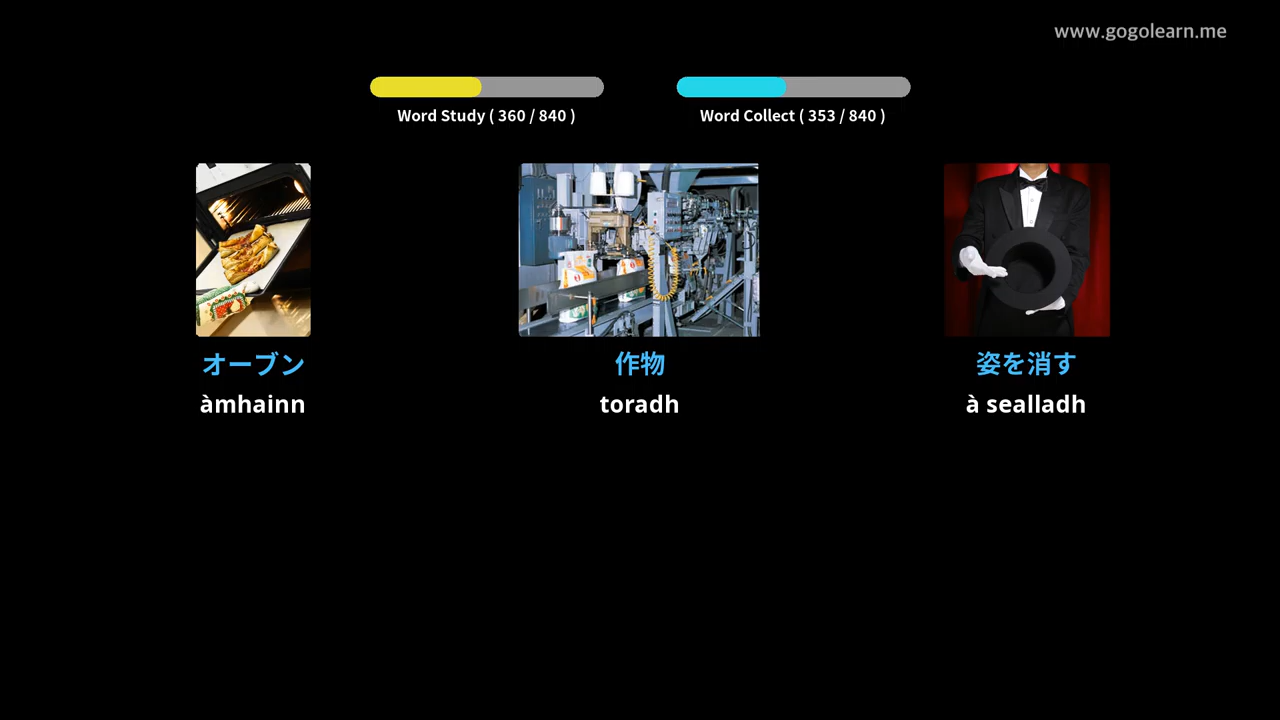 www.gogolearn.me
Word Study ( 360 / 840 )
Word Collect ( 353 / 840 )
オーブン
作物
姿を消す
àmhainn
toradh
à sealladh